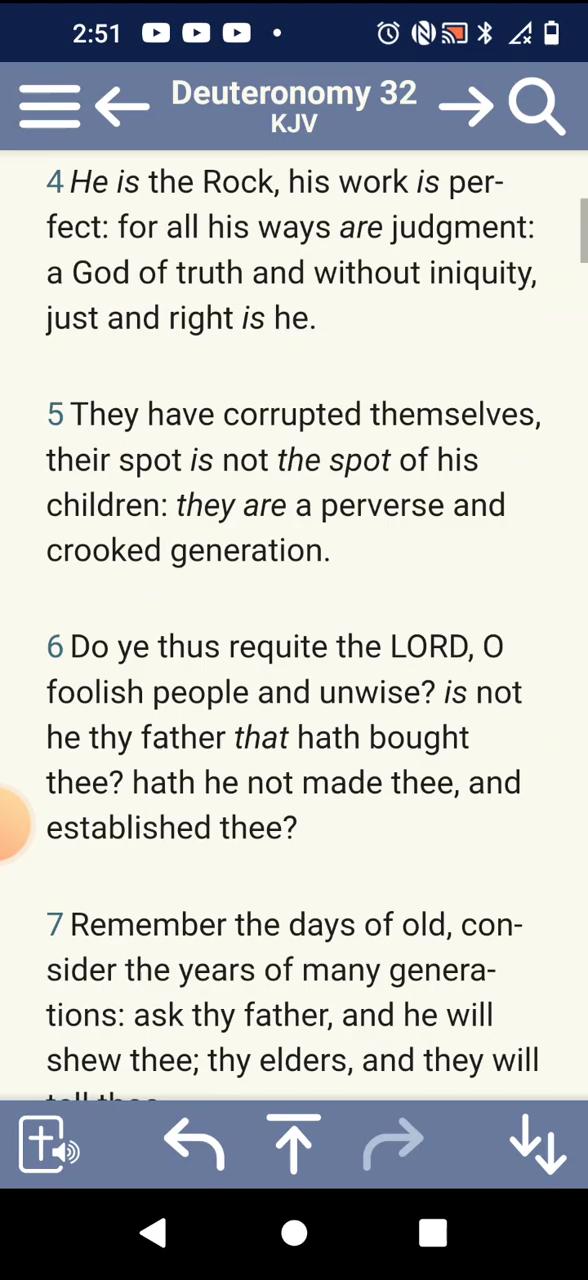 2:51
Deuteronomy 32
KJV
4 He is the Rock, his work is per-
fect: for all his ways are judgment:
a God of truth and without iniquity,
just and right is he.
5 They have corrupted themselves,
their spot is not the spot of his
children: they are a perverse and
crooked generation.
6 Do ye thus requite the LORD, O
foolish people and unwise? is not
he thy father that hath bought
thee? hath he not made thee, and
established thee?
7 Remember the days of old, con-
sider the years of many genera-
tions: ask thy father, and he will
shew thee; thy elders, and they will